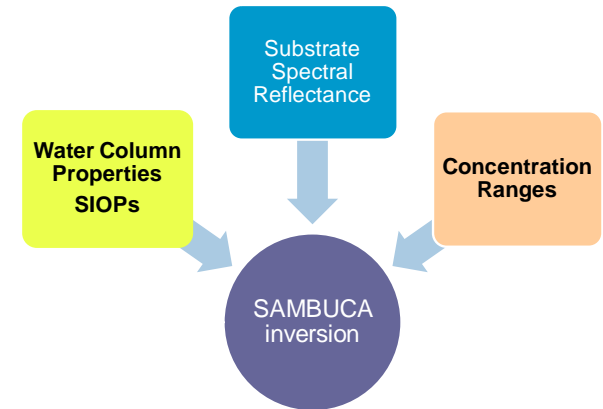 Substrate
Spectral
Reflectance
Water Column
Properties
SIOPs
Concentration
Ranges
SAMBUCA
inversion